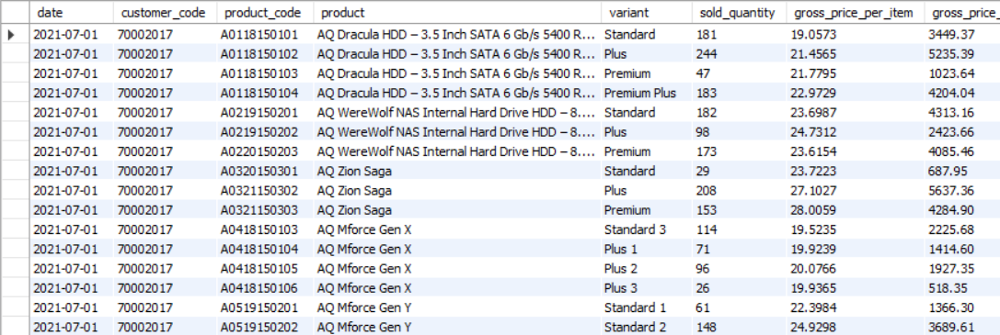 date customer_code product_code product variant sold_quantity gross_price_per_item gross_price_
2021-07-01 70002017 A0118150101 AQ Dracula HDD – 3.5 Inch SATA 6 Gb/s 5400 R... Standard 181 19.0573 3449.37
2021-07-01 70002017 A0118150102 AQ Dracula HDD – 3.5 Inch SATA 6 Gb/s 5400 R... Plus 244 21.4565 5235.39
2021-07-01 70002017 A0118150103 AQ Dracula HDD – 3.5 Inch SATA 6 Gb/s 5400 R... Premium 47 21.7795 1023.64
2021-07-01 70002017 A0118150104 AQ Dracula HDD – 3.5 Inch SATA 6 Gb/s 5400 R... Premium Plus 183 22.9729 4204.04
2021-07-01 70002017 A0219150201 AQ WereWolf NAS Internal Hard Drive HDD – 8.... Standard 182 23.6987 4313.16
2021-07-01 70002017 A0219150202 AQ WereWolf NAS Internal Hard Drive HDD – 8.... Plus 98 24.7312 2423.66
2021-07-01 70002017 A0220150203 AQ WereWolf NAS Internal Hard Drive HDD – 8.... Premium 173 23.6154 4085.46
2021-07-01 70002017 A0320150301 AQ Zion Saga Standard 29 23.7223 687.95
2021-07-01 70002017 A0321150302 AQ Zion Saga Plus 208 27.1027 5637.36
2021-07-01 70002017 A0321150303 AQ Zion Saga Premium 153 28.0059 4284.90
2021-07-01 70002017 A0418150103 AQ Mforce Gen X Standard 3 114 19.5235 2225.68
2021-07-01 70002017 A0418150104 AQ Mforce Gen X Plus 1 71 19.9239 1414.60
2021-07-01 70002017 A0418150105 AQ Mforce Gen X Plus 2 96 20.0766 1927.35
2021-07-01 70002017 A0418150106 AQ Mforce Gen X Plus 3 26 19.9365 518.35
2021-07-01 70002017 A0519150201 AQ Mforce Gen Y Standard 1 61 22.3984 1366.30
2021-07-01 70002017 A0519150202 AQ Mforce Gen Y Standard 2 148 24.9298 3689.61